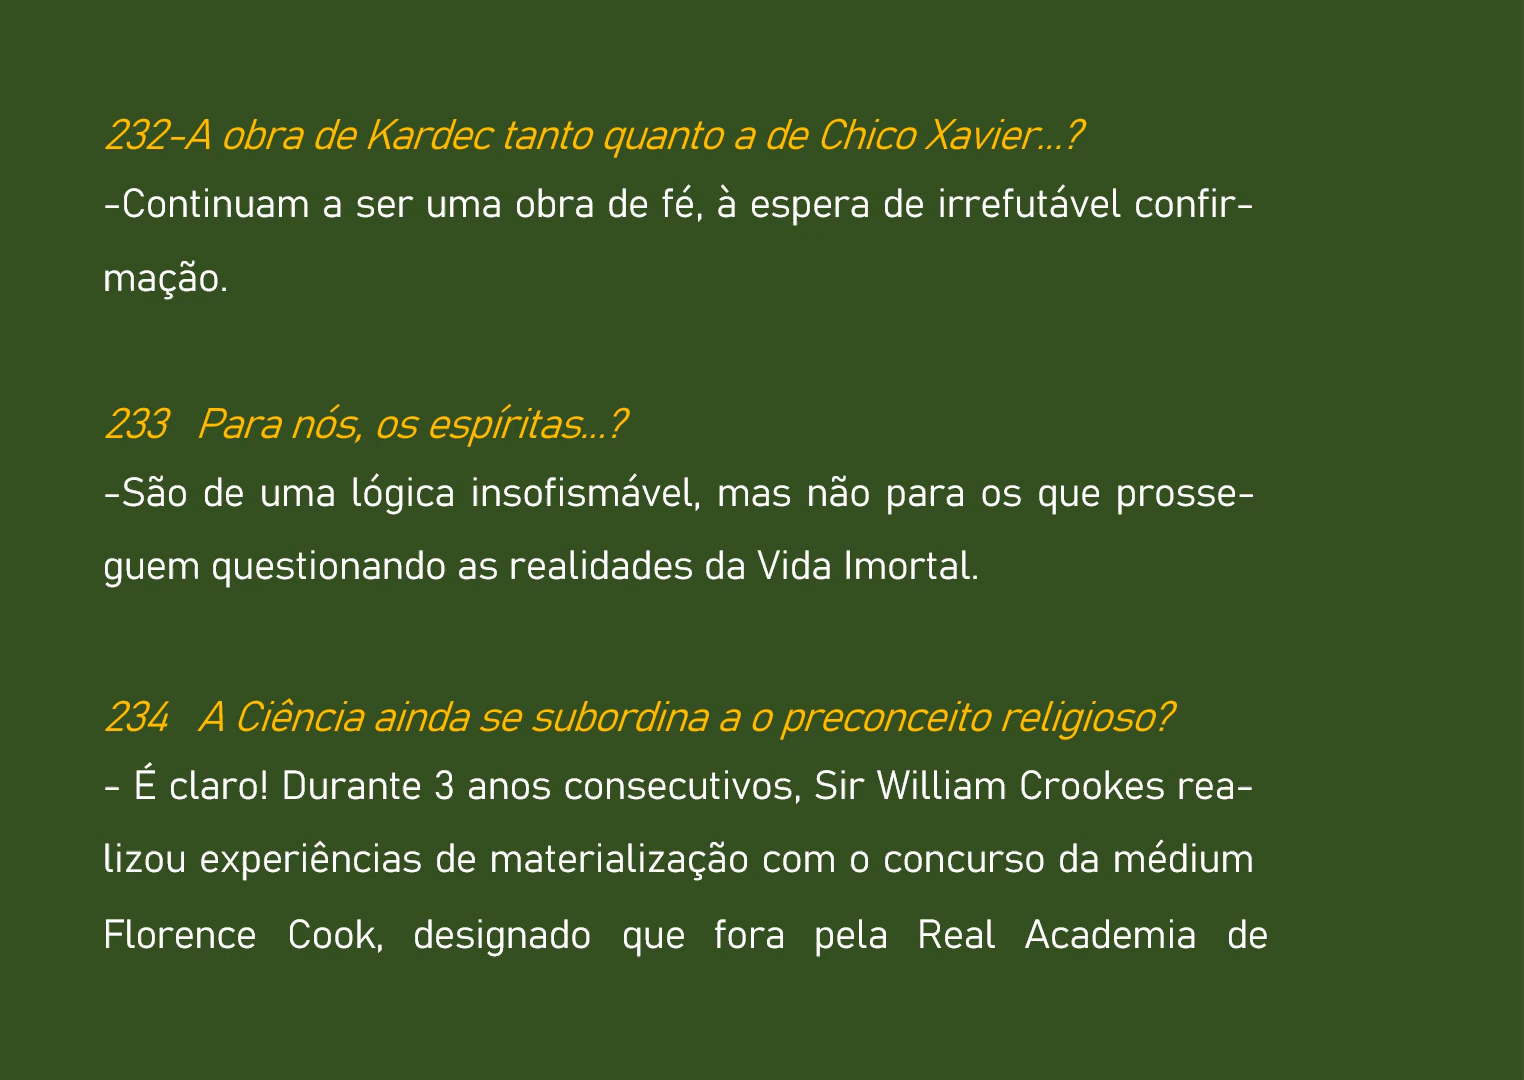 232-A obra de Kardec tanto quanto a de Chico Xavier...?
-Continuam a ser uma obra de fé, à espera de irrefutável confir-
mação.
233 Para nós, os espíritas...?
-São de uma lógica insofismável, mas não para os que prosse-
guem questionando as realidades da Vida Imortal.
234 A Ciência ainda se subordina a o preconceito religioso?
- É claro! Durante 3 anos consecutivos, Sir William Crookes rea-
lizou experiências de materialização com o concurso da médium
Florence Cook, designado que fora pela Real Academia de